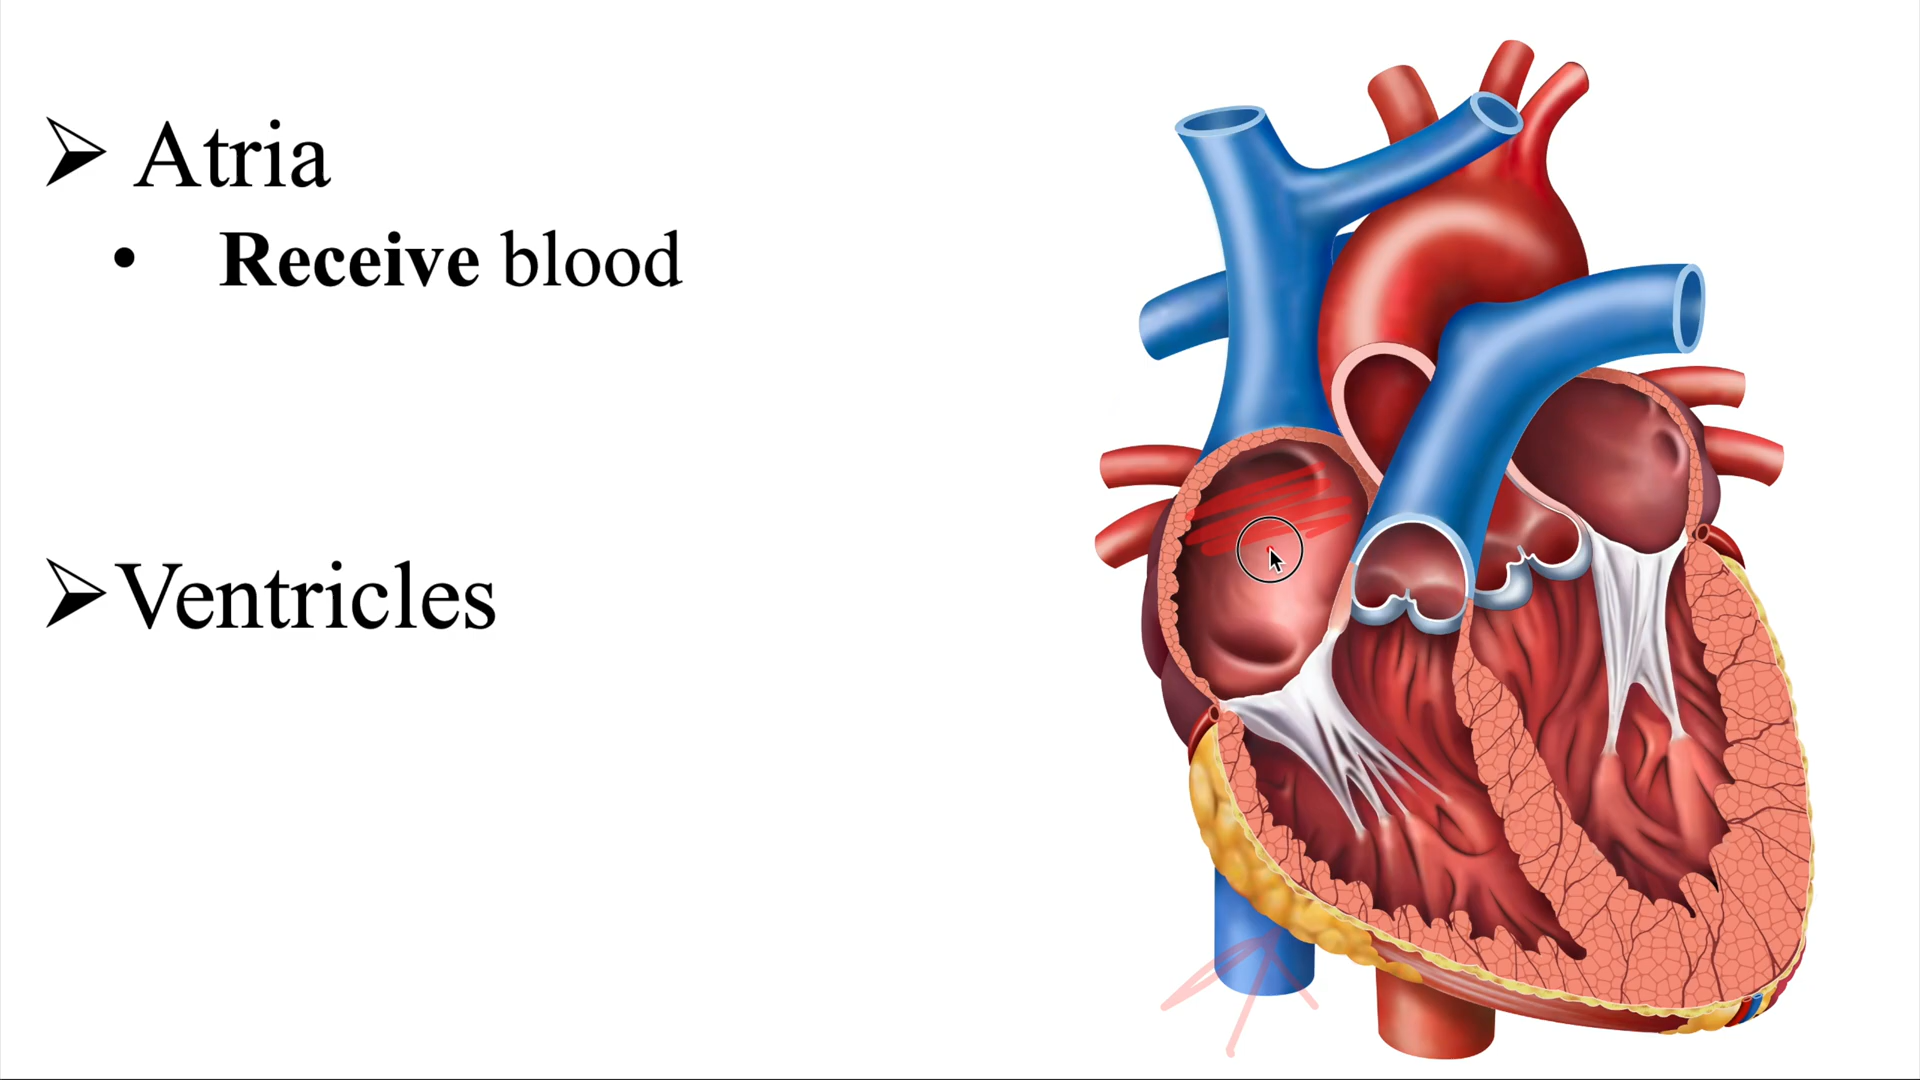 ➢ Atria
• Receive blood
➢ Ventricles